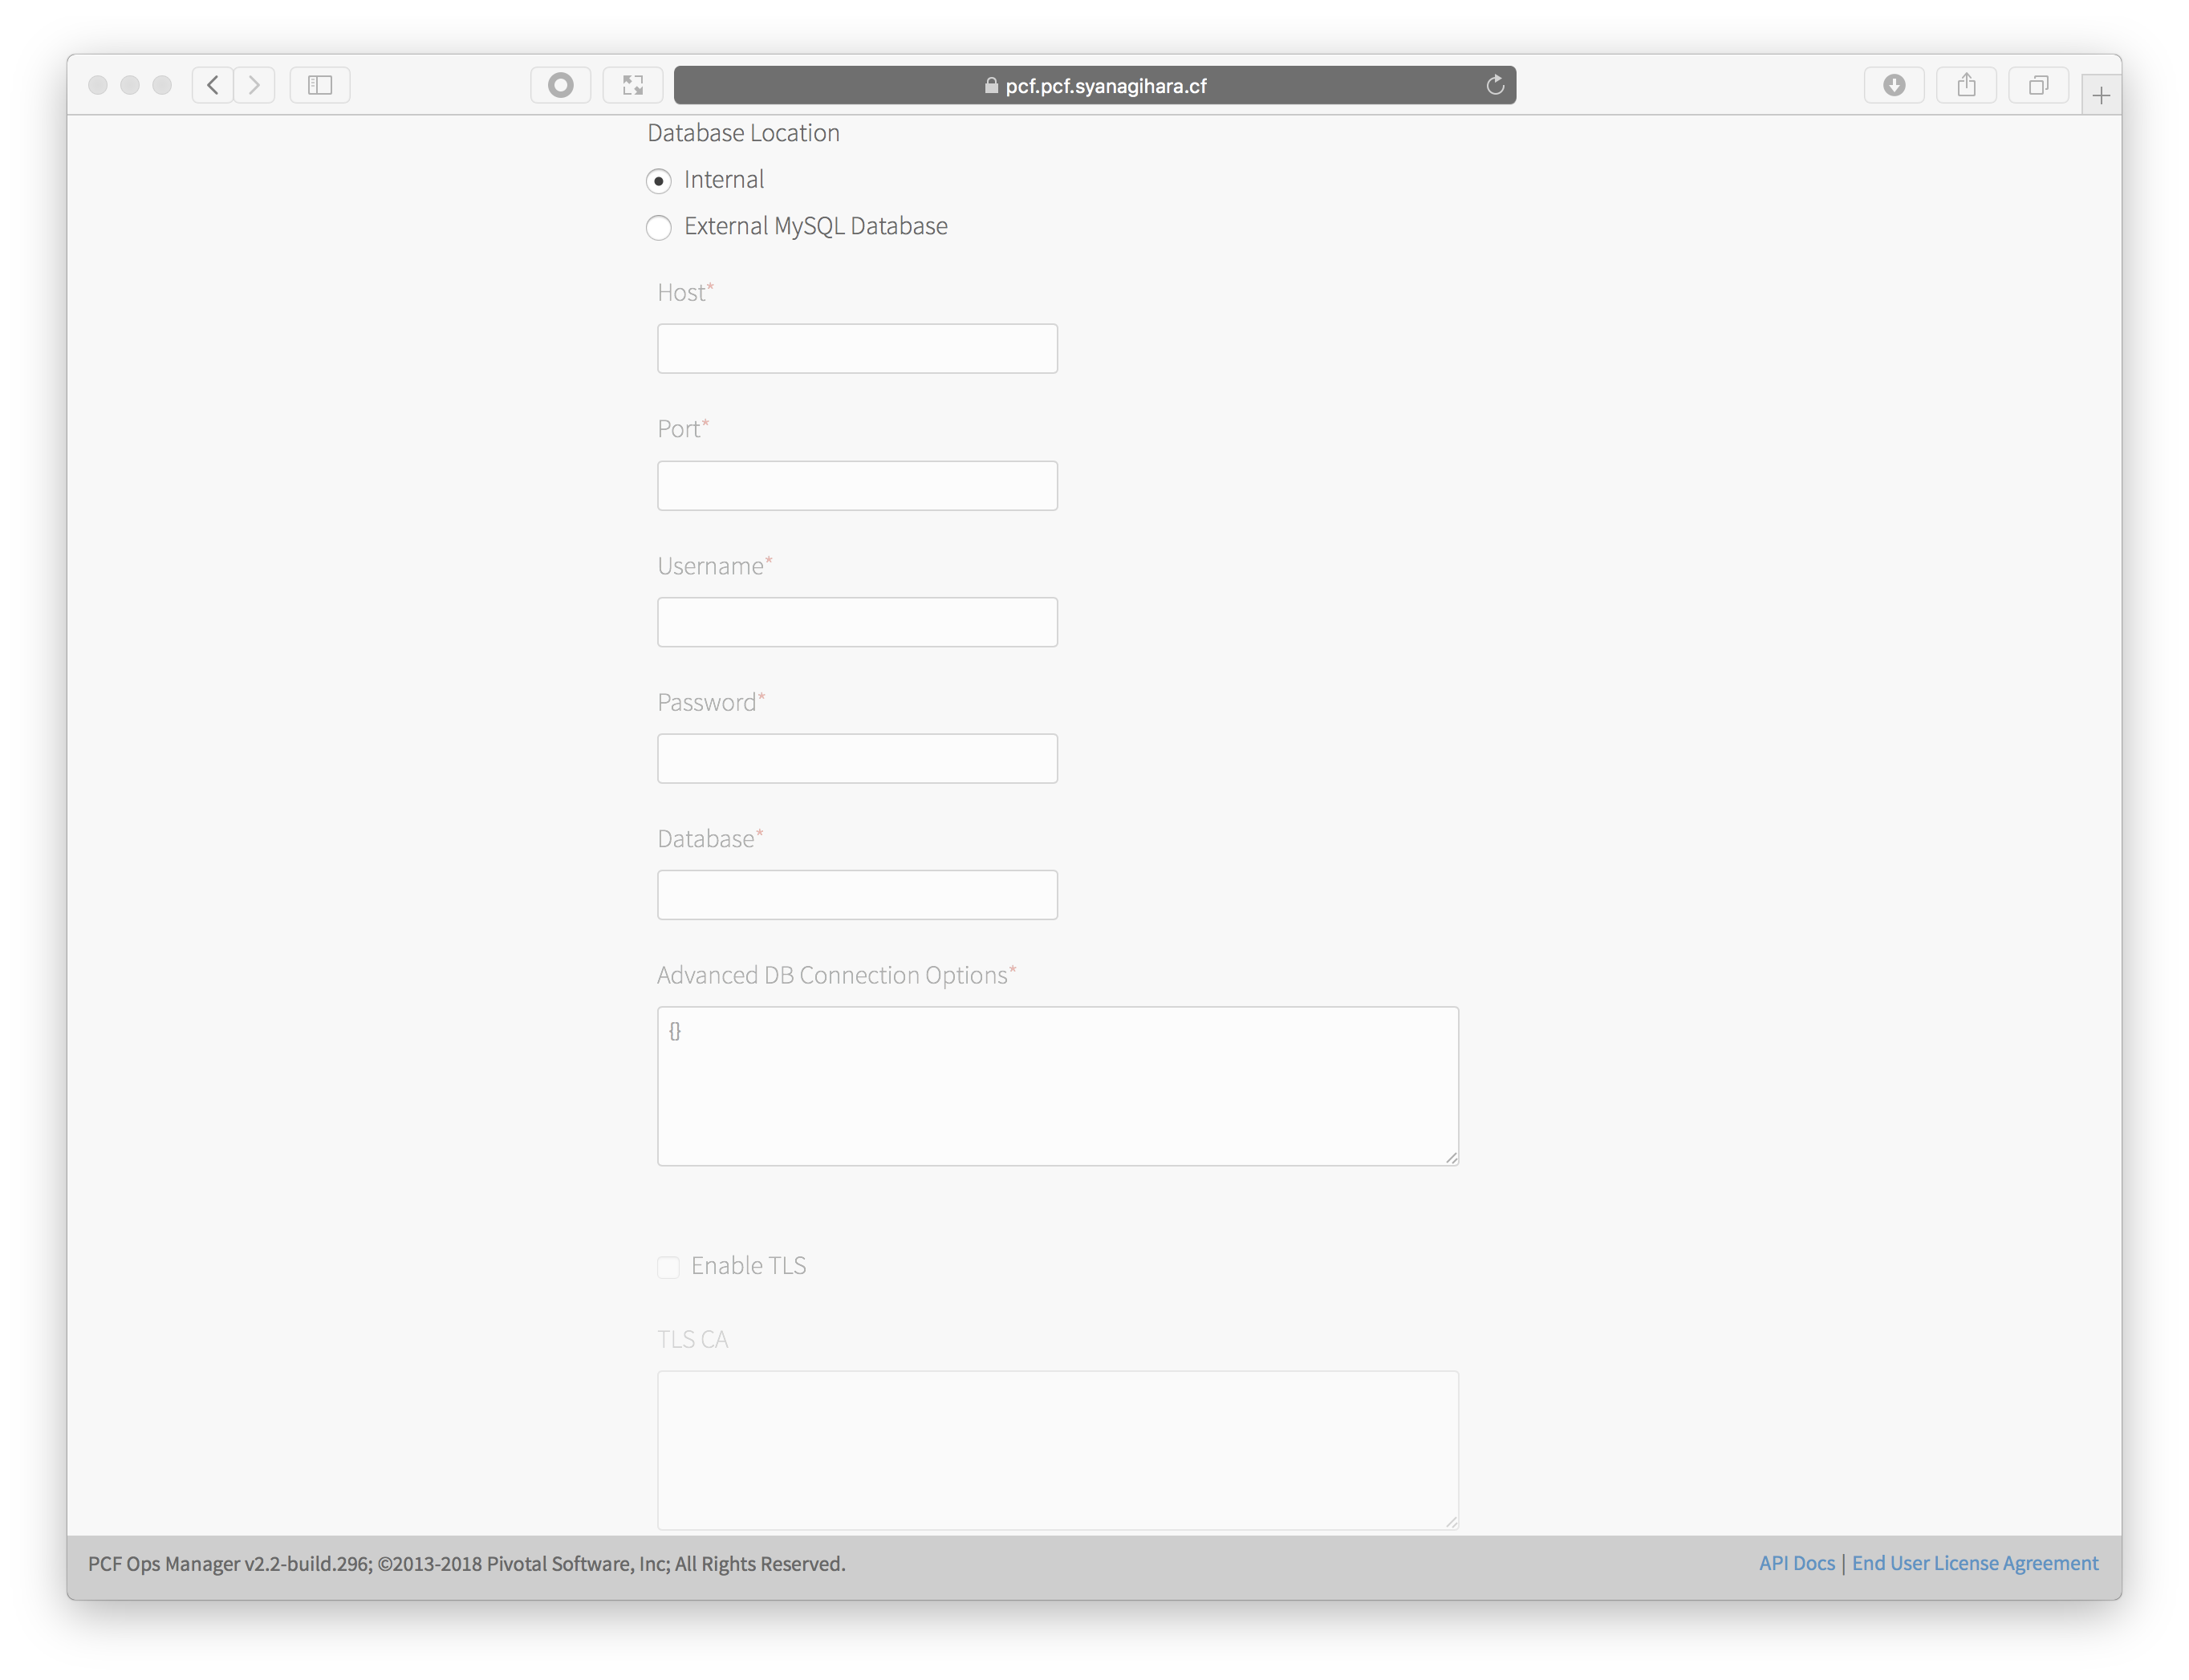 pcf.pcf.syanagihara.cf
Database Location
Internal
External MySQL Database
Host*
Port*
Username*
Password*
Database*
Advanced DB Connection Options*
{}
Enable TLS
TLS CA
PCF Ops Manager v2.2-build.296; ©2013-2018 Pivotal Software, Inc; All Rights Reserved.
API Docs | End User License Agreement